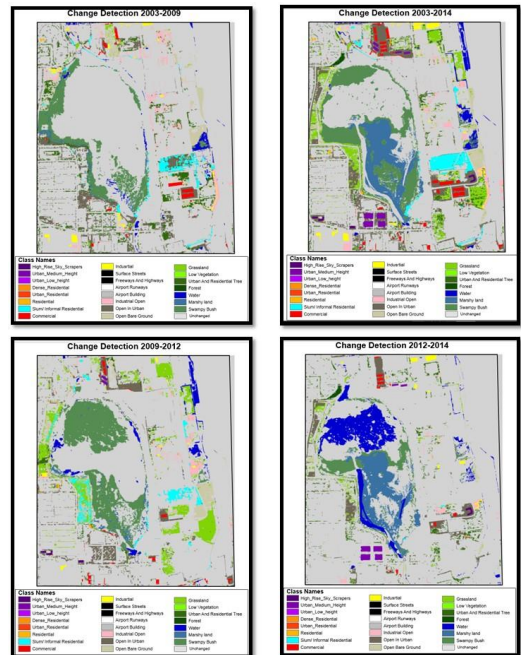 Change Detection 2003-2009
Class Names
High_Rise_Sky_Scrapers
Urban_Medium_Height
Urban_Low_height
Dense_Residential
Urban_Residential
Residential
Slum/ Informal Residential
Commercial
Industrial
Surface Streets
Freeways And Highways
Airport Runways
Airport Building
Industrial Open
Open in Urban
Open Bare Ground
Grassland
Low Vegetation
Urban And Residential Tree
Forest
Water
Marshy land
Swampy Bush
Unchanged
Change Detection 2003-2014
Class Names
High_Rise_Sky_Scrapers
Urban_Medium_Height
Urban_Low_height
Dense_Residential
Urban_Residential
Residential
Slum/ Informal Residential
Commercial
Industrial
Surface Streets
Freeways And Highways
Airport Runways
Airport Building
Industrial Open
Open in Urban
Open Bare Ground
Grassland
Low Vegetation
Urban And Residential Tree
Forest
Water
Marshy land
Swampy Bush
Unchanged
Change Detection 2009-2012
Class Names
High_Rise_Sky_Scrapers
Urban_Medium_Height
Urban_Low_height
Dense_Residential
Urban_Residential
Residential
Slum/ Informal Residential
Commercial
Industrial
Surface Streets
Freeways And Highways
Airport Runways
Airport Building
Industrial Open
Open in Urban
Open Bare Ground
Grassland
Low Vegetation
Urban And Residential Tree
Forest
Water
Marshy land
Swampy Bush
Unchanged
Change Detection 2012-2014
Class Names
High_Rise_Sky_Scrapers
Urban_Medium_Height
Urban_Low_height
Dense_Residential
Urban_Residential
Residential
Slum/ Informal Residential
Commercial
Industrial
Surface Streets
Freeways And Highways
Airport Runways
Airport Building
Industrial Open
Open in Urban
Open Bare Ground
Grassland
Low Vegetation
Urban And Residential Tree
Forest
Water
Marshy land
Swampy Bush
Unchanged